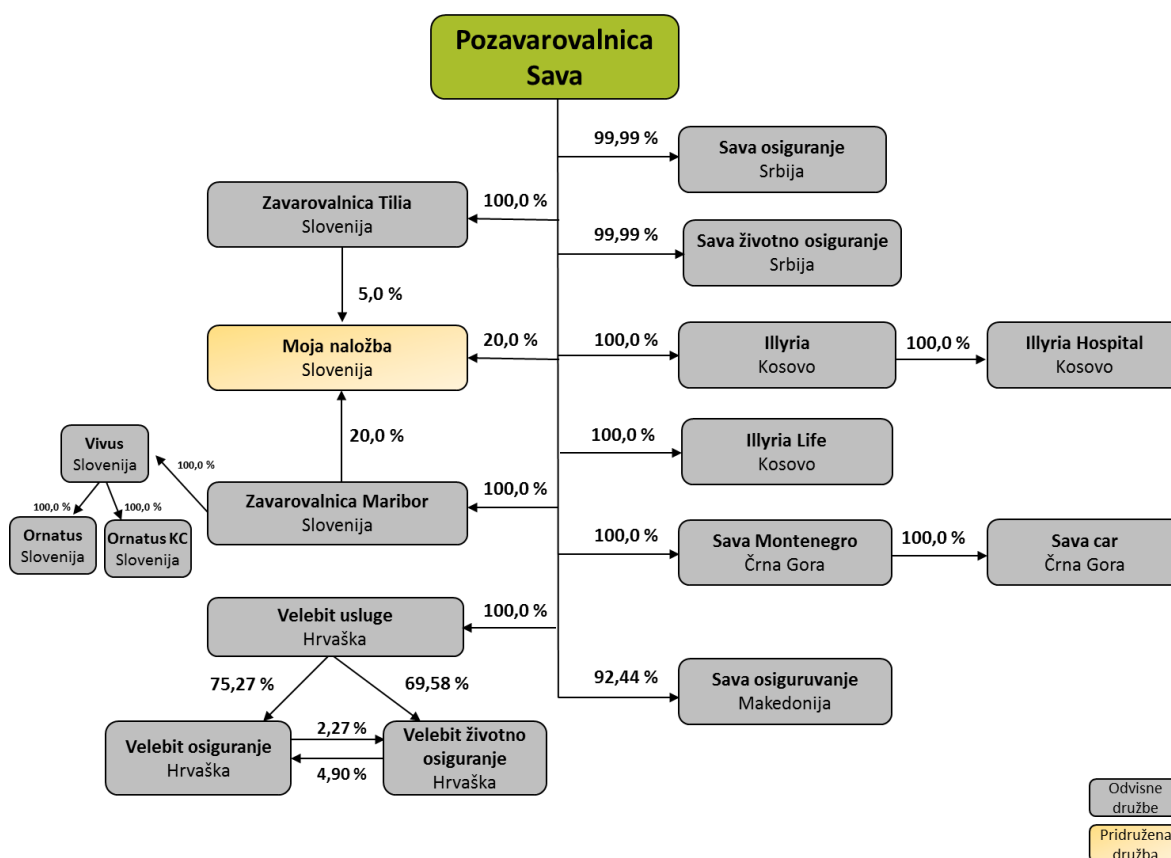 Pozavarovalnica
Sava
99,99 %
Sava osiguranje
Srbija
Zavarovalnica Tilia
Slovenija
100,0 %
99,99 %
Sava životno osiguranje
Srbija
5,0 %
Moja naložba
Slovenija
20,0 %
100,0 %
Illyria
Kosovo
100,0 %
Illyria Hospital
Kosovo
20,0 %
100,0 %
Illyria Life
Kosovo
Vivus
Slovenija
100,0 %
Zavarovalnica Maribor
Slovenija
100,0 %
100,0 %
100,0 %
Ornatus
Slovenija
Ornatus KC
Slovenija
100,0 %
Sava Montenegro
Črna Gora
100,0 %
Sava car
Črna Gora
Velebit usluge
Hrvaška
100,0 %
75,27 %
69,58 %
92,44 %
Sava osiguruvanje
Makedonija
Velebit osiguranje
Hrvaška
2,27 %
4,90 %
Velebit životno
osiguranje
Hrvaška
Odvisne
družbe
Pridružena
družba